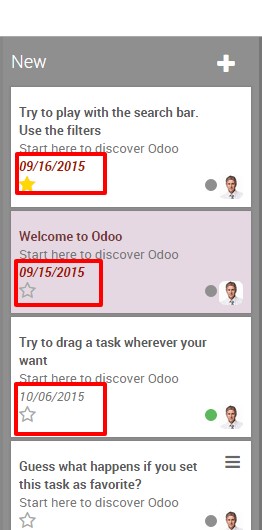 New
Try to play with the search bar.
Use the filters
Start here to discover Odoo
09/16/2015
Welcome to Odoo
Start here to discover Odoo
09/15/2015
Try to drag a task wherever your
want
Start here to discover Odoo
10/06/2015
Guess what happens if you set
this task as favorite?
Start here to discover Odoo